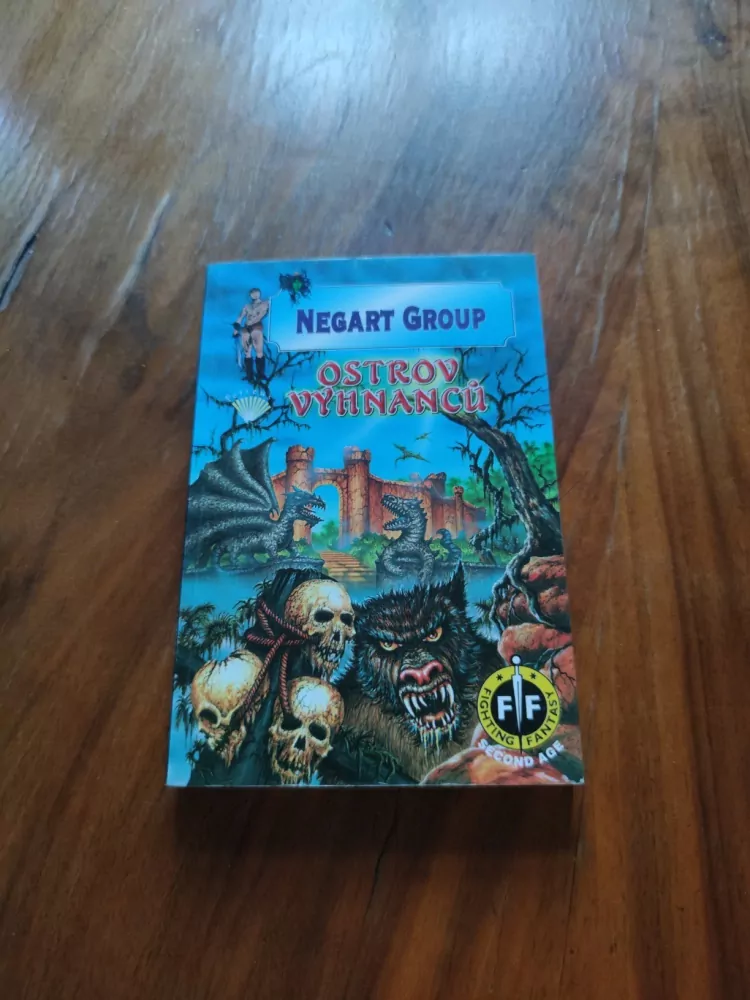 NEGART GROUP
OSTROV
VYHNANCŮ
FIGHTING FANTASY
FF
SECOND AGE